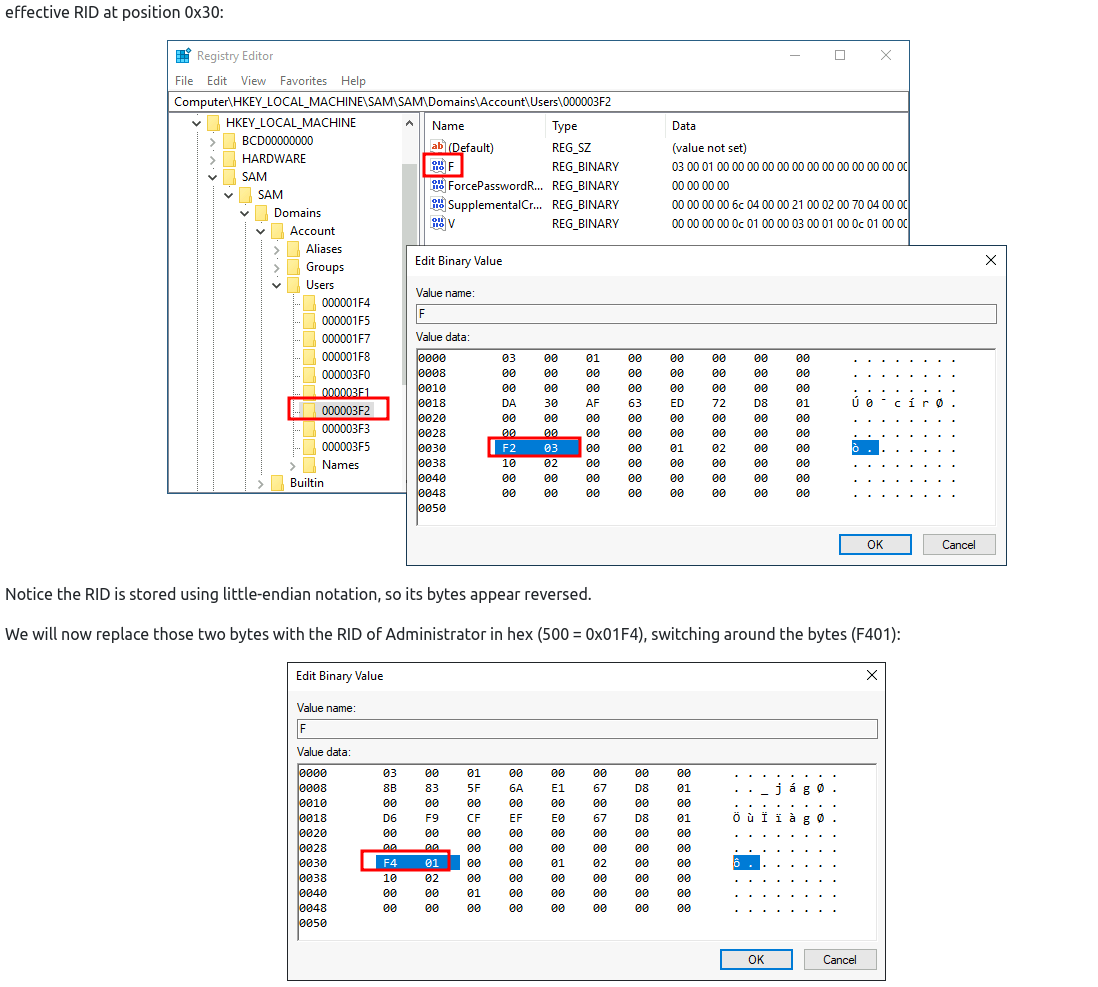 effective RID at position 0x30:
Registry Editor
File Edit View Favorites Help
Computer\HKEY_LOCAL_MACHINE\SAM\SAM\Domains\Account\Users\000003F2
HKEY_LOCAL_MACHINE
BCD00000000
HARDWARE
SAM
SAM
Domains
Account
Aliases
Groups
Users
000001F4
000001F5
000001F7
000001F8
000003F0
000003F1
000003F2
000003F3
000003F5
Names
Builtin
Name Type Data
(Default) REG_SZ (value not set)
F REG_BINARY 03 00 01 00 00 00 00 00 00 00 00 00 00 00 00 00 00
ForcePasswordR... REG_BINARY 00 00 00 00
SupplementalCr... REG_BINARY 00 00 00 00 6c 04 00 00 21 00 02 00 70 04 00 00
V REG_BINARY 00 00 00 00 0c 01 00 00 03 00 01 00 0c 01 00 00
Edit Binary Value
Value name:
F
Value data:
0000 03 00 01 00 00 00 00 00 . . . . . . . .
0008 00 00 00 00 00 00 00 00 . . . . . . . .
0010 00 00 00 00 00 00 00 00 . . . . . . . .
0018 DA 30 AF 63 ED 72 D8 01 Ú 0 ¯ c í r Ø .
0020 00 00 00 00 00 00 00 00 . . . . . . . .
0028 00 00 00 00 00 00 00 00 . . . . . . . .
0030 F2 03 00 00 01 02 00 00 ò . . . . . . .
0038 10 02 00 00 00 00 00 00 . . . . . . . .
0040 00 00 00 00 00 00 00 00 . . . . . . . .
0048 00 00 00 00 00 00 00 00 . . . . . . . .
0050
OK Cancel
Notice the RID is stored using little-endian notation, so its bytes appear reversed.
We will now replace those two bytes with the RID of Administrator in hex (500 = 0x01F4), switching around the bytes (F401):
Edit Binary Value
Value name:
F
Value data:
0000 03 00 01 00 00 00 00 00 . . . . . . . .
0008 8B 83 5F 6A E1 67 D8 01 . . _ j á g Ø .
0010 00 00 00 00 00 00 00 00 . . . . . . . .
0018 D6 F9 CF EF E0 67 D8 01 Ö ù Ï ï à g Ø .
0020 00 00 00 00 00 00 00 00 . . . . . . . .
0028 00 00 00 00 00 00 00 00 . . . . . . . .
0030 F4 01 00 00 01 02 00 00 ô . . . . . . .
0038 10 02 00 00 00 00 00 00 . . . . . . . .
0040 00 00 01 00 00 00 00 00 . . . . . . . .
0048 00 00 00 00 00 00 00 00 . . . . . . . .
0050
OK Cancel